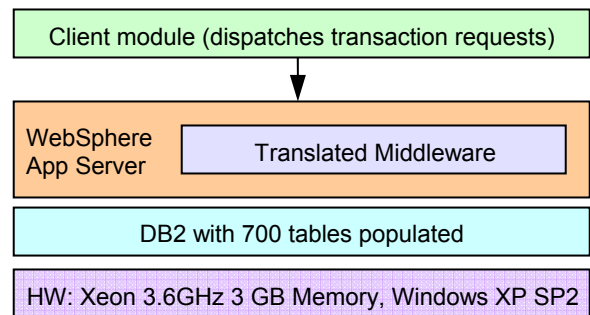 Client module (dispatches transaction requests)
WebSphere
App Server
Translated Middleware
DB2 with 700 tables populated
HW: Xeon 3.6GHz 3 GB Memory, Windows XP SP2